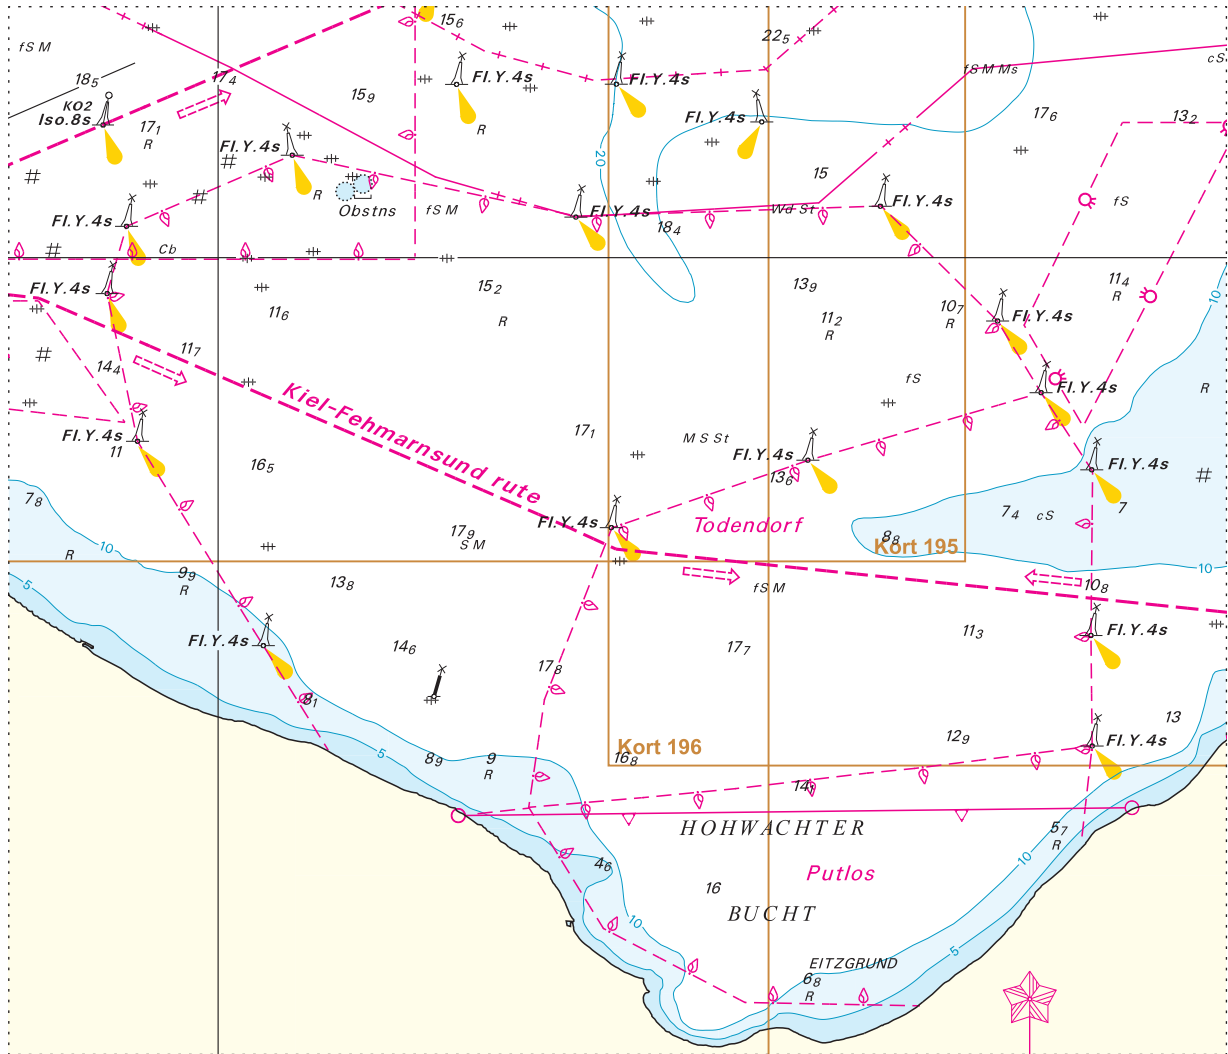 15₆
fS M
22₅
cS
18₅
17₄
Fl.Y.4s
Fl.Y.4s
fS M Ms
15₉
KO2
Iso.8s
17₁
R
R
Fl.Y.4s
17₆
13₂
Fl.Y.4s
20
R
15
Obstns
fS M
Fl.Y.4s
Fl.Y.4s
Wd St
18₄
fS
Cb
Fl.Y.4s
15₂
13₉
11₄
R
10
11₆
R
11₂
R
10₇
R
Fl.Y.4s
11₇
14₄
fS
Fl.Y.4s
R
Kiel-Fehmarnsund rute
Fl.Y.4s
11
17₁
M S St
Fl.Y.4s
16₅
13₆
Fl.Y.4s
7₈
7
7₄
cS
Fl.Y.4s
Todendorf
17₉
S M
8₈
Kort 195
10
R
10
9₉
R
5
13₈
fS M
10₈
Fl.Y.4s
14₆
17₇
11₃
Fl.Y.4s
17₈
8₁
13
12₉
Fl.Y.4s
Kort 196
5
8₉
9
R
16₈
14₇
HOHWACHTER
5₇
R
10
4₆
Putlos
16
BUCHT
10
5
EITZGRUND
6₈
R